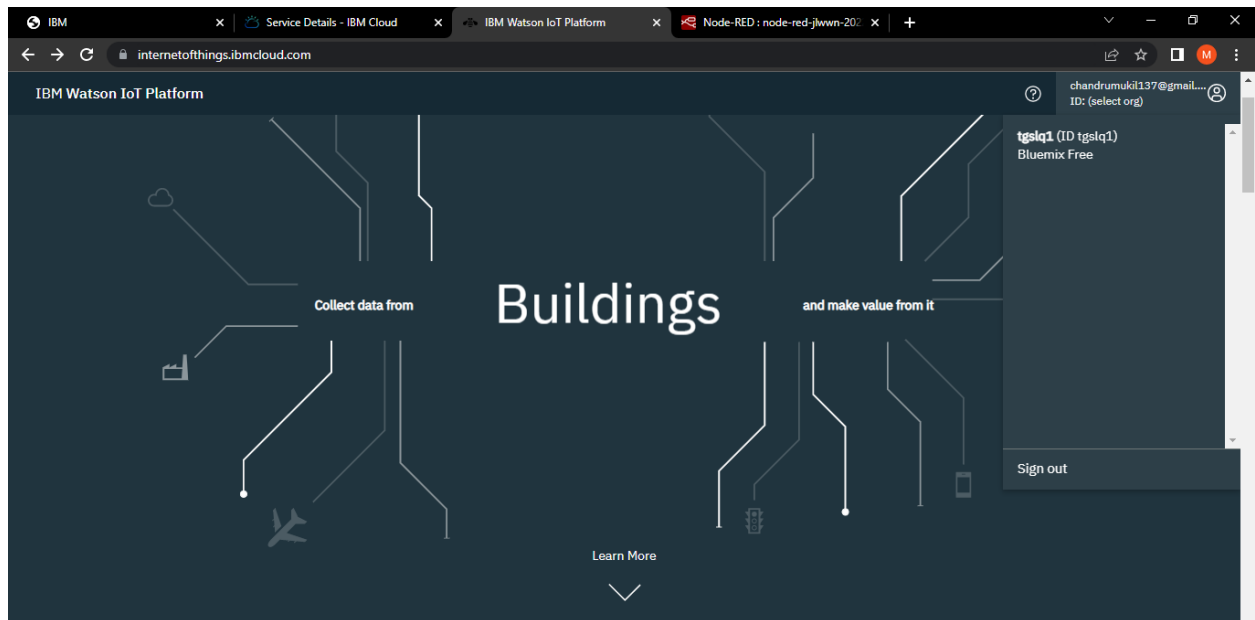 IBM
Service Details - IBM Cloud
IBM Watson IoT Platform
Node-RED : node-red-jlwwn-202
internetofthings.ibmcloud.com
M
IBM Watson IoT Platform
chandrumukil137@gmail....
ID: (select org)
tgslq1 (ID tgslq1)
Bluemix Free
Collect data from
Buildings
and make value from it
Sign out
Learn More